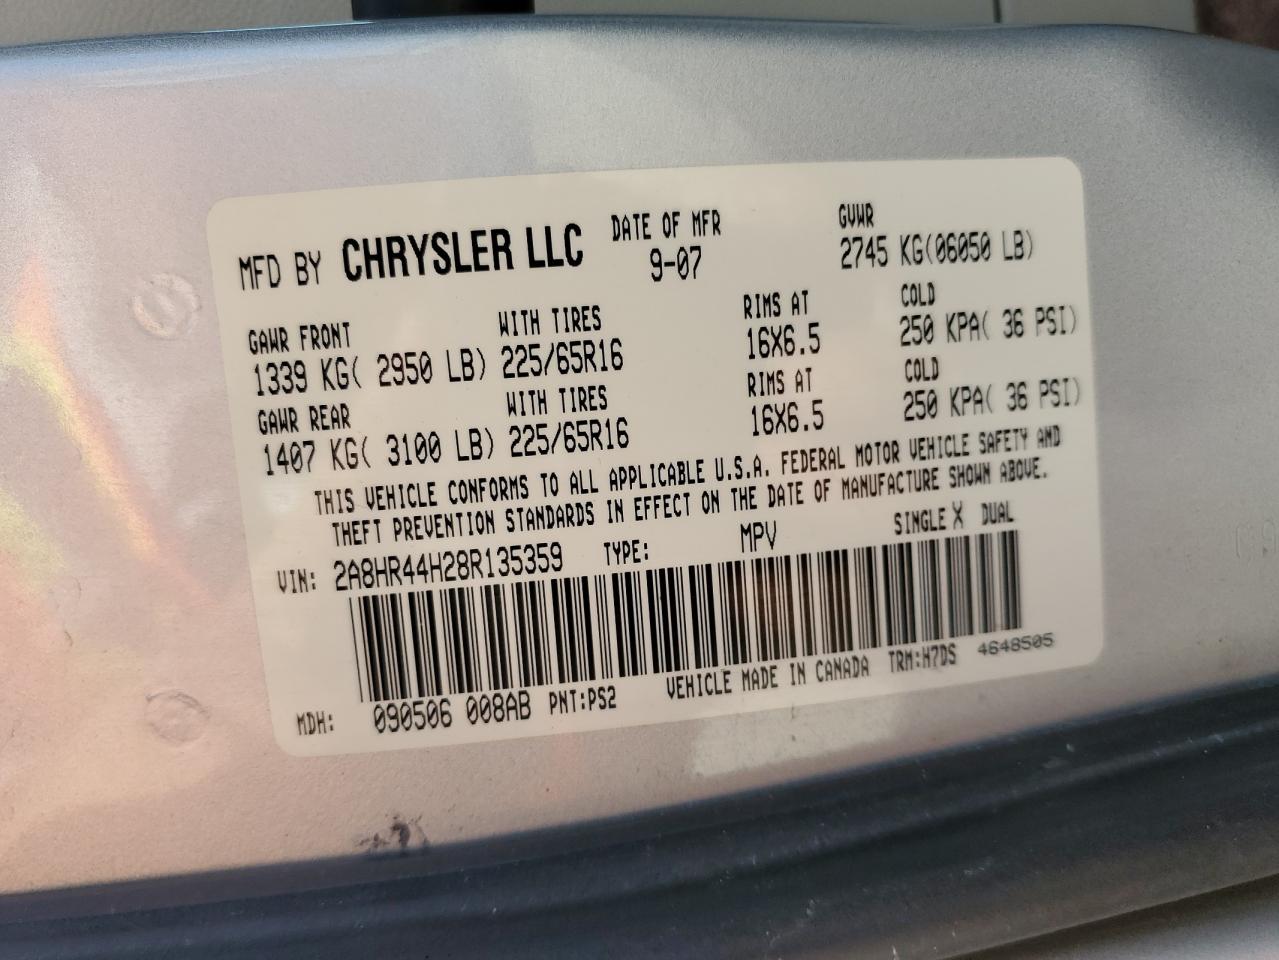 MFD BY CHRYSLER LLC DATE OF MFR GVWR
9-07 2745 KG(06050 LB)
GAWR FRONT WITH TIRES RIMS AT COLD
1339 KG( 2950 LB) 225/65R16 16X6.5 250 KPA( 36 PSI)
GAWR REAR WITH TIRES RIMS AT COLD
1407 KG( 3100 LB) 225/65R16 16X6.5 250 KPA( 36 PSI)
THIS VEHICLE CONFORMS TO ALL APPLICABLE U.S.A. FEDERAL MOTOR VEHICLE SAFETY AND
THEFT PREVENTION STANDARDS IN EFFECT ON THE DATE OF MANUFACTURE SHOWN ABOVE.
VIN: 2A8HR44H28R135359 TYPE: MPV SINGLE X DUAL
MDH: 090506 008AB PNT:PS2 VEHICLE MADE IN CANADA TRM:H7DS 4648505